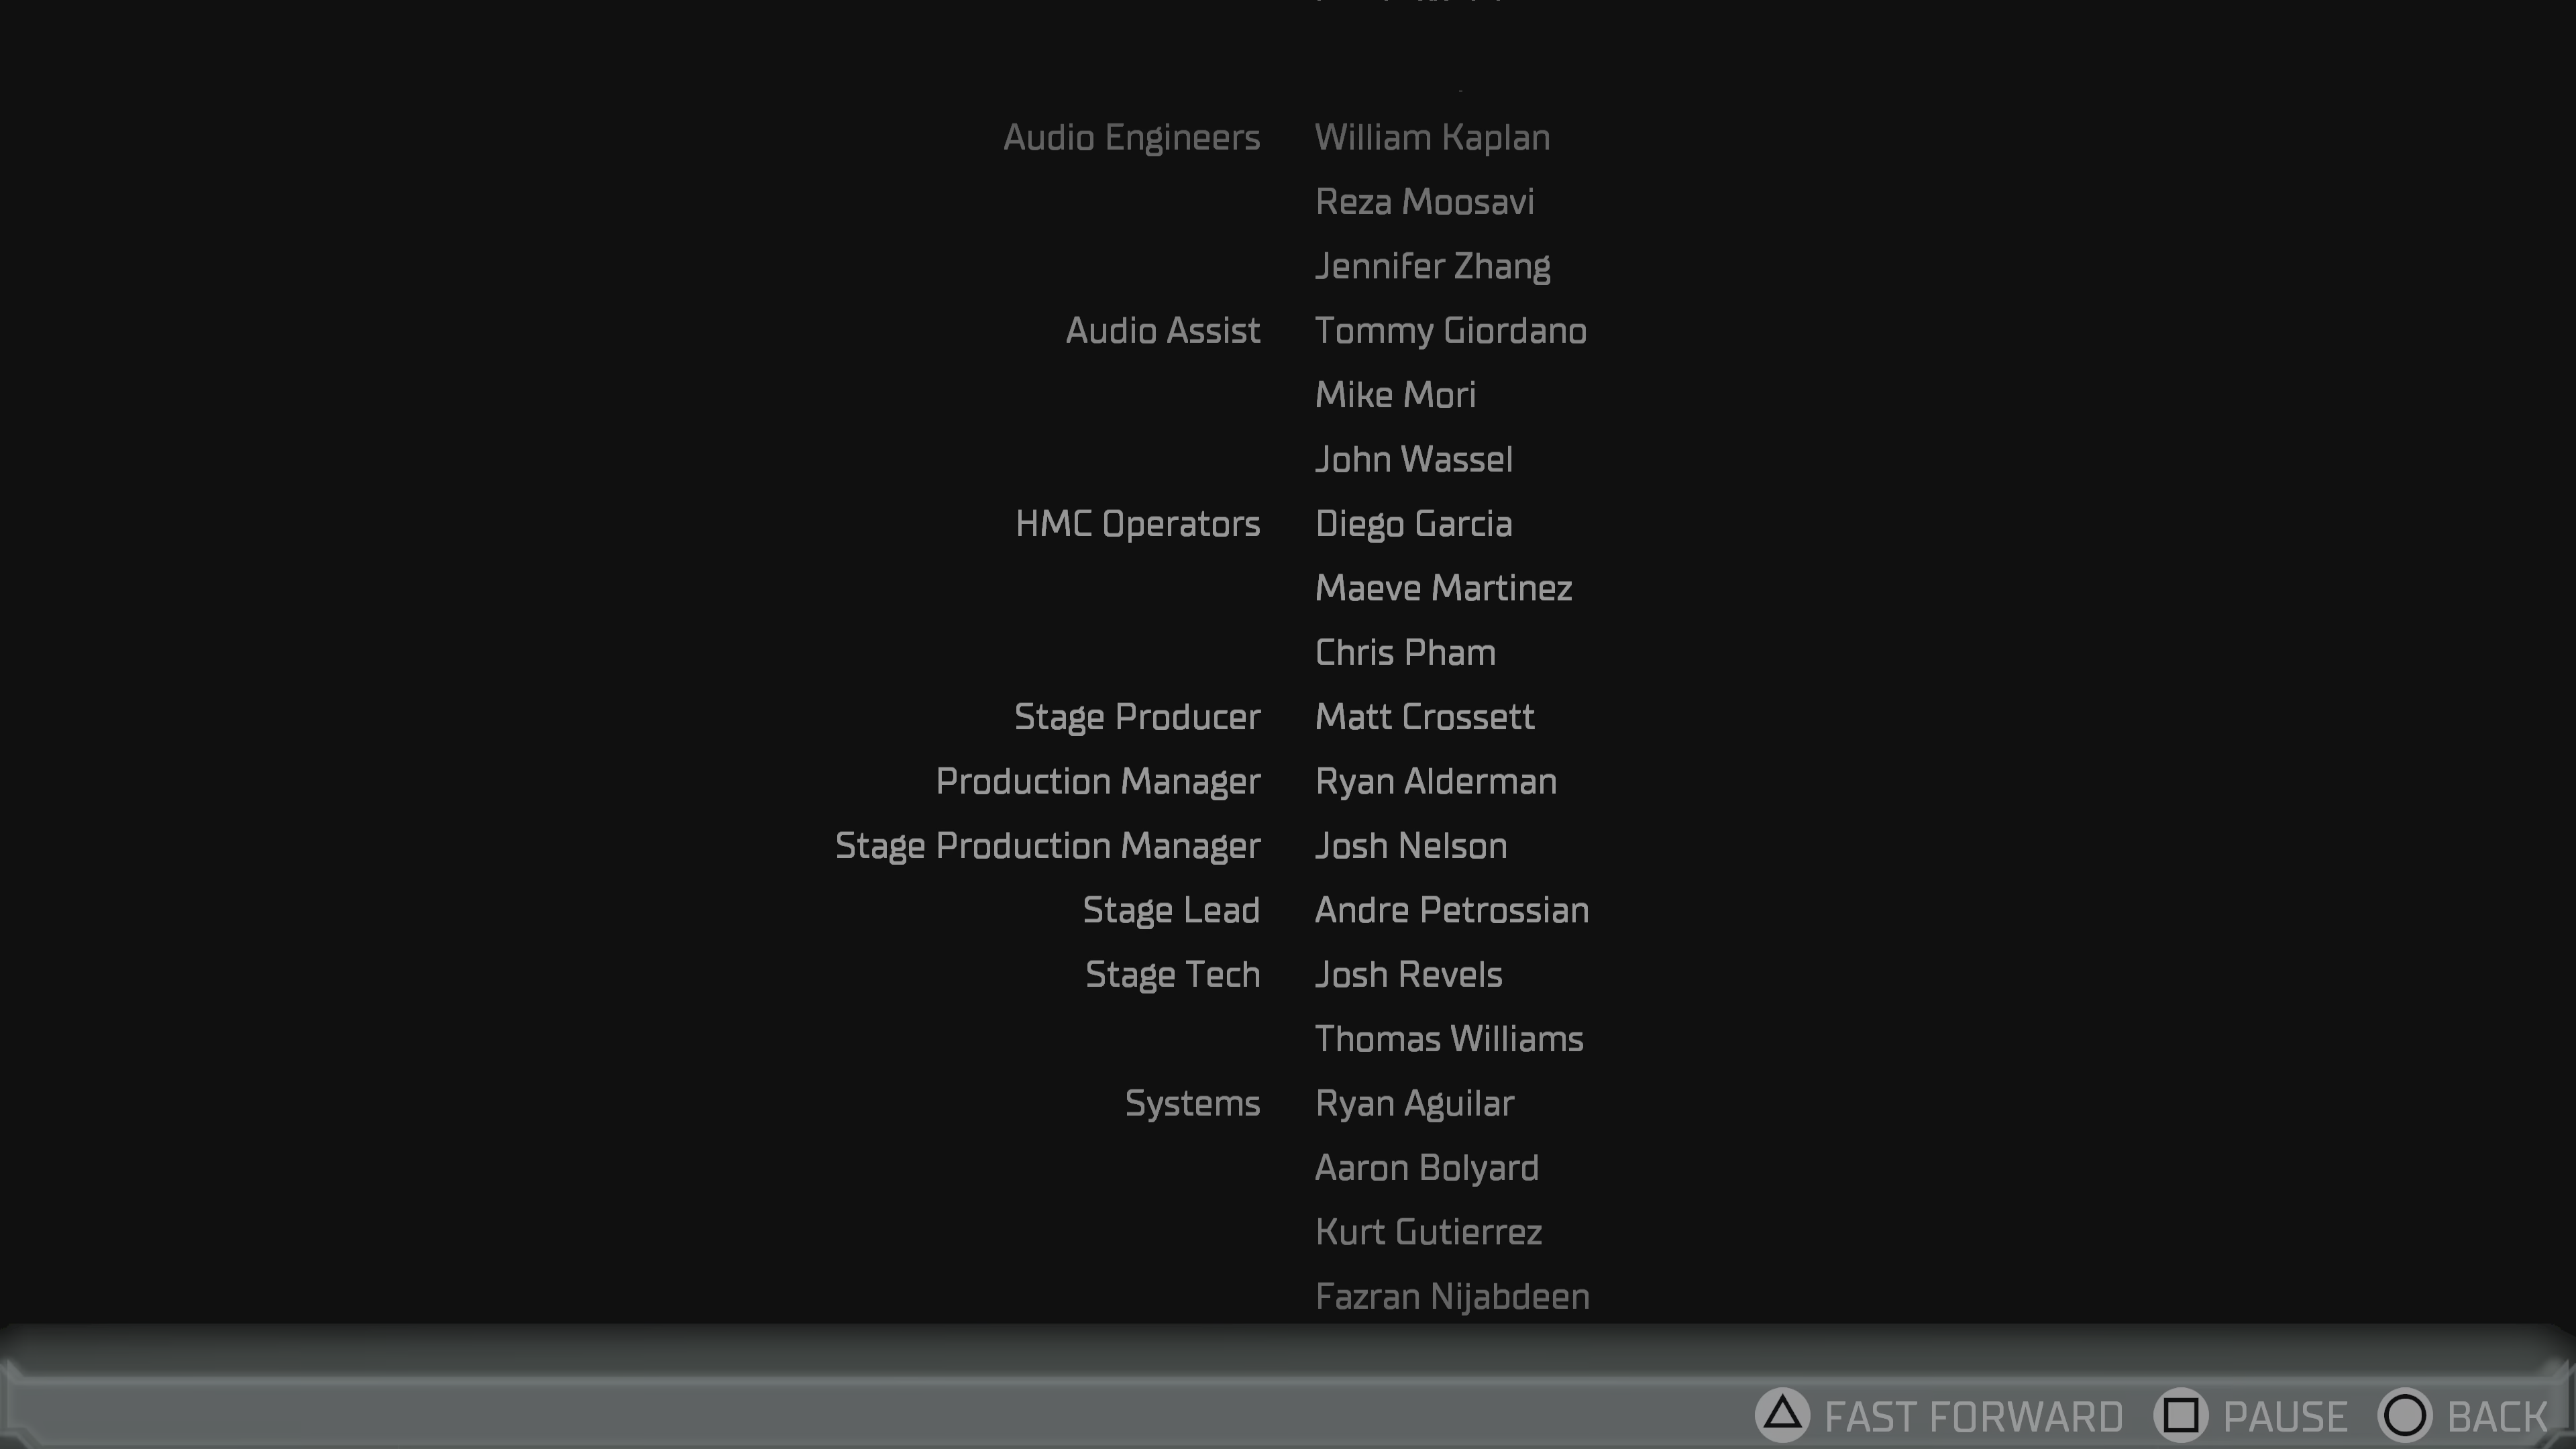 Audio Engineers William Kaplan
Reza Moosavi
Jennifer Zhang
Audio Assist Tommy Giordano
Mike Mori
John Wassel
HMC Operators Diego Garcia
Maeve Martinez
Chris Pham
Stage Producer Matt Crossett
Production Manager Ryan Alderman
Stage Production Manager Josh Nelson
Stage Lead Andre Petrossian
Stage Tech Josh Revels
Thomas Williams
Systems Ryan Aguilar
Aaron Bolyard
Kurt Gutierrez
Fazran Nijabdeen
FAST FORWARD PAUSE BACK